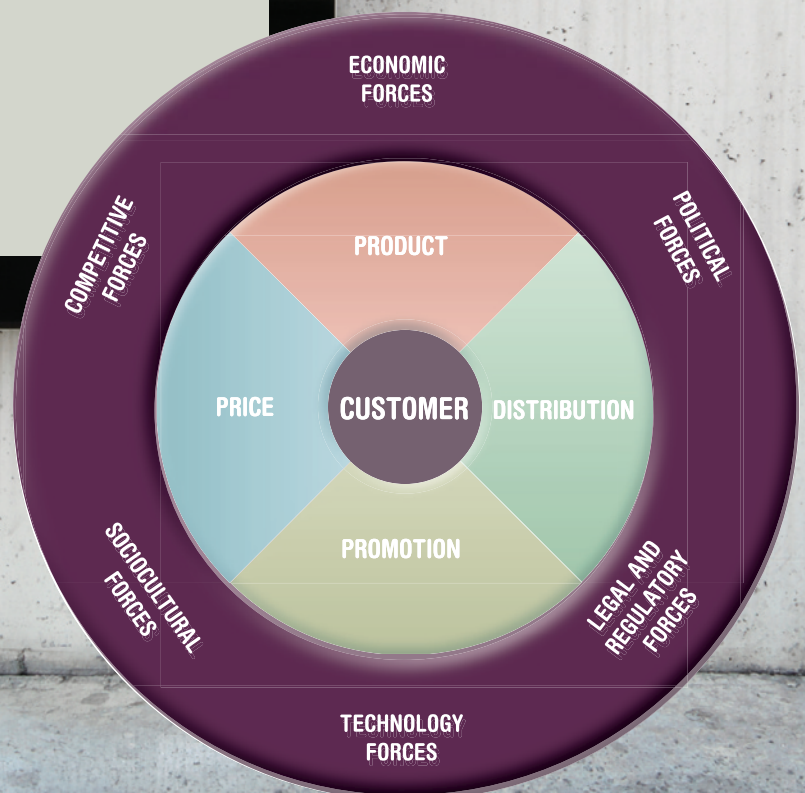 ECONOMIC
FORCES
COMPETITIVE
FORCES
POLITICAL
FORCES
PRODUCT
PRICE
CUSTOMER
DISTRIBUTION
PROMOTION
SOCIOCULTURAL
FORCES
LEGAL AND
REGULATORY
FORCES
TECHNOLOGY
FORCES